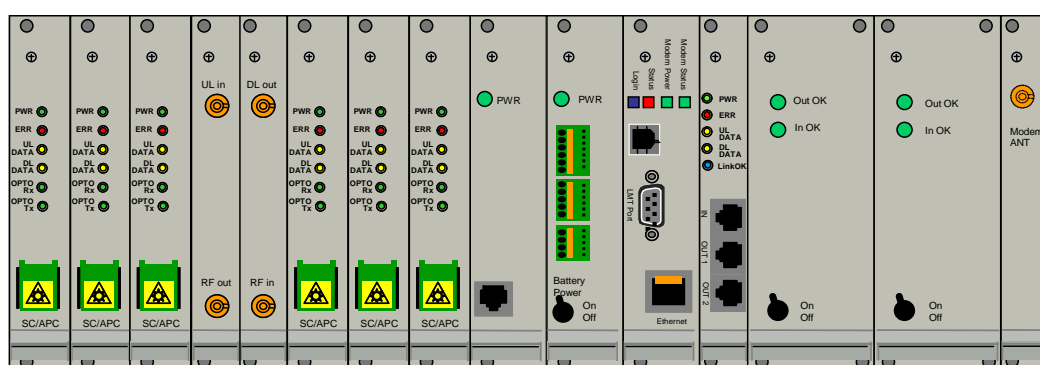 PWR
ERR
UL
DATA
DL
DATA
OPTO
Rx
OPTO
Tx
SC/APC
PWR
ERR
UL
DATA
DL
DATA
OPTO
Rx
OPTO
Tx
SC/APC
PWR
ERR
UL
DATA
DL
DATA
OPTO
Rx
OPTO
Tx
SC/APC
UL in
RF out
DL out
RF in
PWR
ERR
UL
DATA
DL
DATA
OPTO
Rx
OPTO
Tx
SC/APC
PWR
ERR
UL
DATA
DL
DATA
OPTO
Rx
OPTO
Tx
SC/APC
PWR
ERR
UL
DATA
DL
DATA
OPTO
Rx
OPTO
Tx
SC/APC
PWR
PWR
Battery
Power
On
Off
Login
Status
Modem Power
Modem Status
LMT Port
Ethernet
PWR
ERR
UL
DATA
DL
DATA
LinkOK
IN
OUT 1
OUT 2
Out OK
In OK
On
Off
Out OK
In OK
On
Off
Modem
ANT